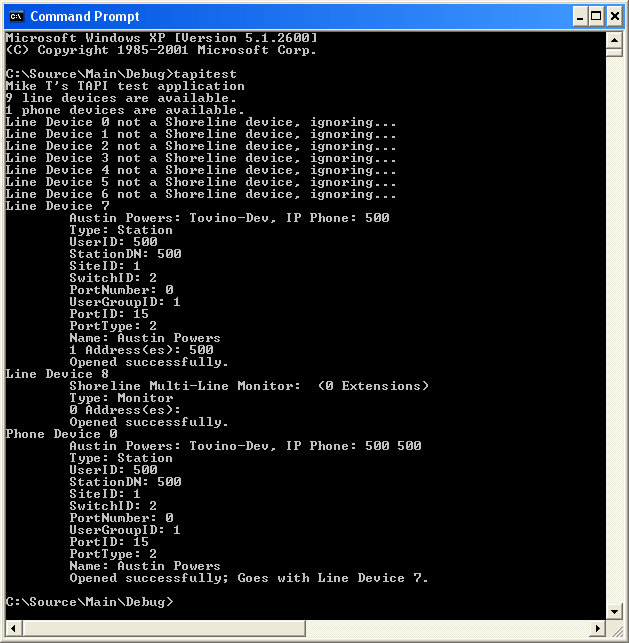 Command Prompt
Microsoft Windows XP [Version 5.1.2600]
(C) Copyright 1985-2001 Microsoft Corp.
C:\Source\Main\Debug>tapitest
Mike T's TAPI test application
9 line devices are available.
1 phone devices are available.
Line Device 0 not a Shoreline device, ignoring...
Line Device 1 not a Shoreline device, ignoring...
Line Device 2 not a Shoreline device, ignoring...
Line Device 3 not a Shoreline device, ignoring...
Line Device 4 not a Shoreline device, ignoring...
Line Device 5 not a Shoreline device, ignoring...
Line Device 6 not a Shoreline device, ignoring...
Line Device 7
Austin Powers: Tovino-Dev, IP Phone: 500
Type: Station
UserID: 500
StationDN: 500
SiteID: 1
SwitchID: 2
PortNumber: 0
UserGroupID: 1
PortID: 15
PortType: 2
Name: Austin Powers
1 Address(es): 500
Opened successfully.
Line Device 8
Shoreline Multi-Line Monitor:  (0 Extensions)
Type: Monitor
0 Address(es):
Opened successfully.
Phone Device 0
Austin Powers: Tovino-Dev, IP Phone: 500 500
Type: Station
UserID: 500
StationDN: 500
SiteID: 1
SwitchID: 2
PortNumber: 0
UserGroupID: 1
PortID: 15
PortType: 2
Name: Austin Powers
Opened successfully; Goes with Line Device 7.
C:\Source\Main\Debug>